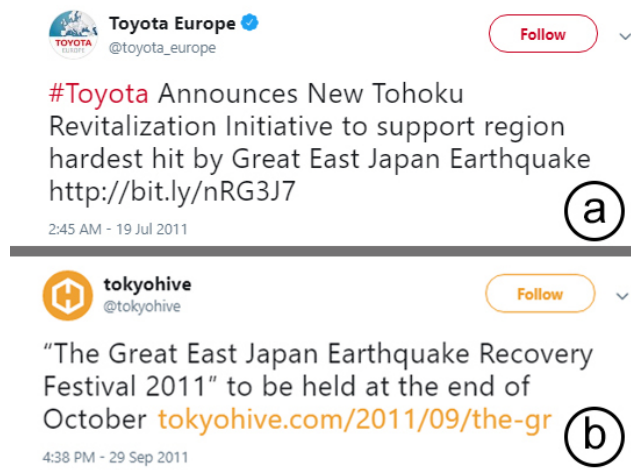 Toyota Europe
@toyota_europe
Follow
TOYOTA
EUROPE
#Toyota Announces New Tohoku
Revitalization Initiative to support region
hardest hit by Great East Japan Earthquake
http://bit.ly/nRG3J7
2:45 AM - 19 Jul 2011
a
tokyohive
@tokyohive
Follow
“The Great East Japan Earthquake Recovery
Festival 2011” to be held at the end of
October tokyohive.com/2011/09/the-gr
4:38 PM - 29 Sep 2011
b